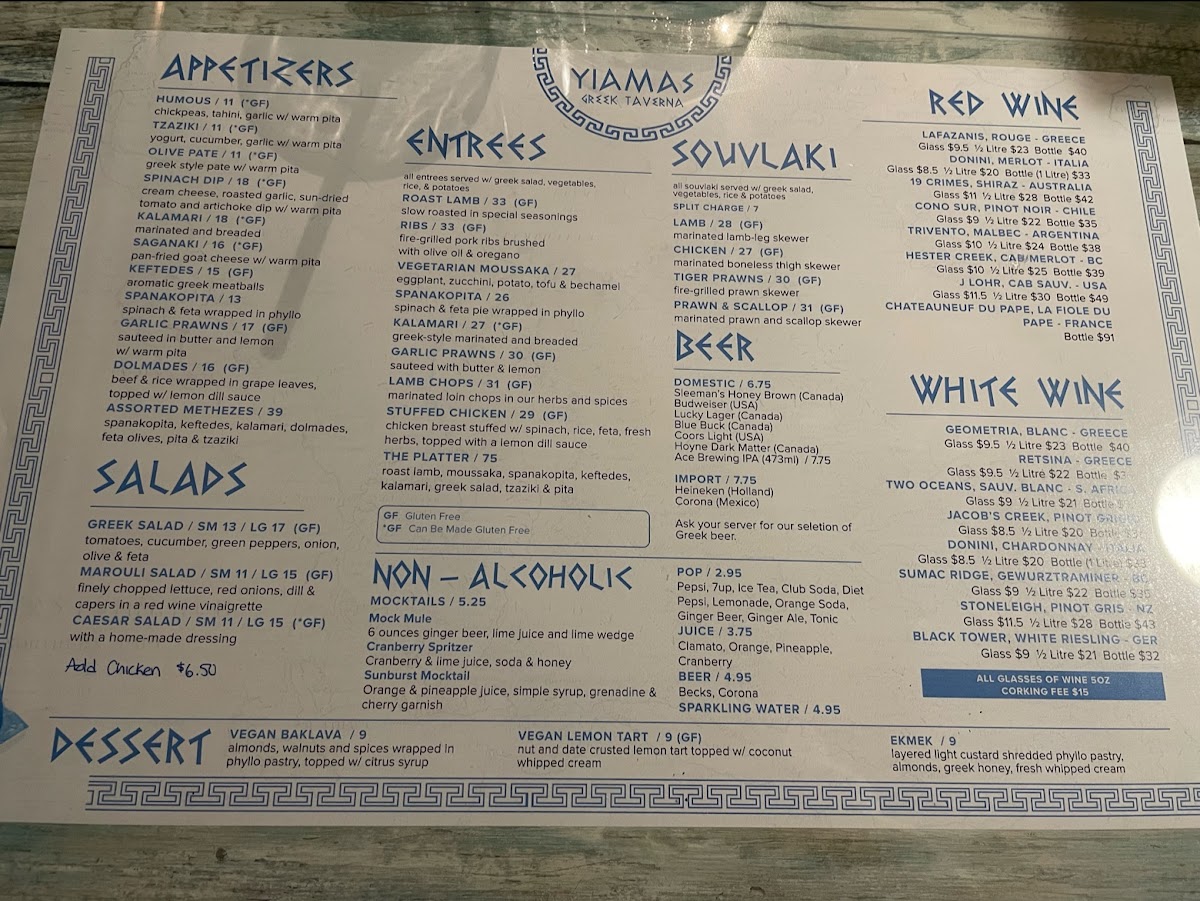 YIAMAS
GREEK TAVERNA
APPETIZERS
HUMOUS / 11 (*GF)
chickpeas, tahini, garlic w/ warm pita
TZAZIKI / 11 (*GF)
yogurt, cucumber, garlic w/ warm pita
OLIVE PATE / 11 (*GF)
greek style pate w/ warm pita
SPINACH DIP / 18 (*GF)
cream cheese, roasted garlic, sun-dried
tomato and artichoke dip w/ warm pita
KALAMARI / 18 (*GF)
marinated and breaded
SAGANAKI / 16 (*GF)
pan-fried goat cheese w/ warm pita
KEFTEDES / 15 (GF)
aromatic greek meatballs
SPANAKOPITA / 13
spinach & feta wrapped in phyllo
GARLIC PRAWNS / 17 (GF)
sauteed in butter and lemon
w/ warm pita
DOLMADES / 16 (GF)
beef & rice wrapped in grape leaves,
topped w/ lemon dill sauce
ASSORTED METHEZES / 39
spanakopita, keftedes, kalamari, dolmades,
feta olives, pita & tzaziki
SALADS
GREEK SALAD / SM 13 / LG 17 (GF)
tomatoes, cucumber, green peppers, onion,
olive & feta
MAROULI SALAD / SM 11 / LG 15 (GF)
finely chopped lettuce, red onions, dill &
capers in a red wine vinaigrette
CAESAR SALAD / SM 11 / LG 15 (*GF)
with a home-made dressing
Add Chicken $6.50
ENTREES
all entrees served w/ greek salad, vegetables,
rice, & potatoes
ROAST LAMB / 33 (GF)
slow roasted in special seasonings
RIBS / 33 (GF)
fire-grilled pork ribs brushed
with olive oil & oregano
VEGETARIAN MOUSSAKA / 27
eggplant, zucchini, potato, tofu & bechamel
SPANAKOPITA / 26
spinach & feta pie wrapped in phyllo
KALAMARI / 27 (*GF)
greek-style marinated and breaded
GARLIC PRAWNS / 30 (GF)
sauteed with butter & lemon
LAMB CHOPS / 31 (GF)
marinated loin chops in our herbs and spices
STUFFED CHICKEN / 29 (GF)
chicken breast stuffed w/ spinach, rice, feta, fresh
herbs, topped with a lemon dill sauce
THE PLATTER / 75
roast lamb, moussaka, spanakopita, keftedes,
kalamari, greek salad, tzaziki & pita
GF Gluten Free
*GF Can Be Made Gluten Free
SOUVLAKI
all souvlaki served w/ greek salad,
vegetables, rice & potatoes
SPLIT CHARGE / 7
LAMB / 28 (GF)
marinated lamb-leg skewer
CHICKEN / 27 (GF)
marinated boneless thigh skewer
TIGER PRAWNS / 30 (GF)
fire-grilled prawn skewer
PRAWN & SCALLOP / 31 (GF)
marinated prawn and scallop skewer
BEER
DOMESTIC / 6.75
Sleeman's Honey Brown (Canada)
Budweiser (USA)
Lucky Lager (Canada)
Blue Buck (Canada)
Coors Light (USA)
Hoyne Dark Matter (Canada)
Ace Brewing IPA (473ml) / 7.75
IMPORT / 7.75
Heineken (Holland)
Corona (Mexico)
Ask your server for our seletion of
Greek beer.
NON - ALCOHOLIC
MOCKTAILS / 5.25
Mock Mule
6 ounces ginger beer, lime juice and lime wedge
Cranberry Spritzer
Cranberry & lime juice, soda & honey
Sunburst Mocktail
Orange & pineapple juice, simple syrup, grenadine &
cherry garnish
POP / 2.95
Pepsi, 7up, Ice Tea, Club Soda, Diet
Pepsi, Lemonade, Orange Soda,
Ginger Beer, Ginger Ale, Tonic
JUICE / 3.75
Clamato, Orange, Pineapple,
Cranberry
BEER / 4.95
Becks, Corona
SPARKLING WATER / 4.95
RED WINE
LAFAZANIS, ROUGE - GREECE
Glass $9.5 ½ Litre $23 Bottle $40
DONINI, MERLOT - ITALIA
Glass $8.5 ½ Litre $20 Bottle (1 Litre) $33
19 CRIMES, SHIRAZ - AUSTRALIA
Glass $11 ½ Litre $28 Bottle $42
CONO SUR, PINOT NOIR - CHILE
Glass $9 ½ Litre $22 Bottle $35
TRIVENTO, MALBEC - ARGENTINA
Glass $10 ½ Litre $24 Bottle $38
HESTER CREEK, CAB/MERLOT - BC
Glass $10 ½ Litre $25 Bottle $39
J LOHR, CAB SAUV. - USA
Glass $11.5 ½ Litre $30 Bottle $49
CHATEAUNEUF DU PAPE, LA FIOLE DU
PAPE - FRANCE
Bottle $91
WHITE WINE
GEOMETRIA, BLANC - GREECE
Glass $9.5 ½ Litre $23 Bottle $40
RETSINA - GREECE
Glass $9.5 ½ Litre $22 Bottle
TWO OCEANS, SAUV. BLANC - S.
Glass $9 ½ Litre $21 Bottle
JACOB'S CREEK, PINOT
Glass $8.5 ½ Litre $20 Bottle
DONINI, CHARDONNAY - ITALIA
Glass $8.5 ½ Litre $20 Bottle (1 Litre)
SUMAC RIDGE, GEWURZTRAMINER - BC
Glass $9 ½ Litre $22 Bottle $35
STONELEIGH, PINOT GRIS - NZ
Glass $11.5 ½ Litre $28 Bottle $43
BLACK TOWER, WHITE RIESLING - GER
Glass $9 ½ Litre $21 Bottle $32
ALL GLASSES OF WINE 5OZ
CORKING FEE $15
DESSERT
VEGAN BAKLAVA / 9
almonds, walnuts and spices wrapped in
phyllo pastry, topped w/ citrus syrup
VEGAN LEMON TART / 9 (GF)
nut and date crusted lemon tart topped w/ coconut
whipped cream
EKMEK / 9
layered light custard shredded phyllo pastry,
almonds, greek honey, fresh whipped cream